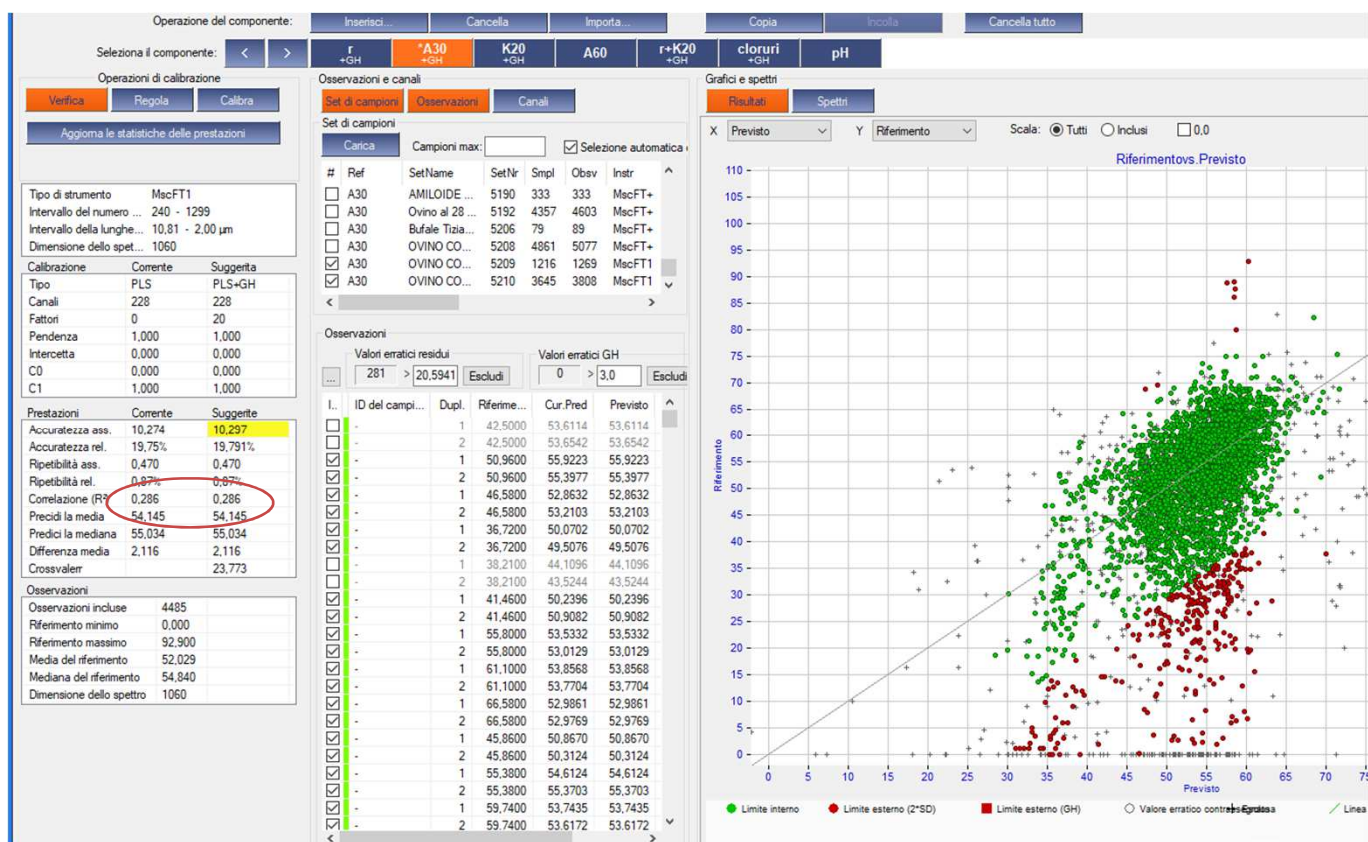 Operazione del componente: Inserisci... Cancella Importa... Copia Incolla Cancella tutto
Seleziona il componente: < > r +GH *A30 +GH K20 +GH A60 r+K20 +GH cloruri +GH pH
Operazioni di calibrazione
Verifica Regola Calibra
Aggiorna le statistiche delle prestazioni
Tipo di strumento MscFT1
Intervallo del numero ... 240 - 1299
Intervallo della lunghe... 10,81 - 2,00 µm
Dimensione dello spet... 1060
Calibrazione Corrente Suggerita
Tipo PLS PLS+GH
Canali 228 228
Fattori 0 20
Pendenza 1,000 1,000
Intercetta 0,000 0,000
C0 0,000 0,000
C1 1,000 1,000
Prestazioni Corrente Suggerite
Accuratezza ass. 10,274 10,297
Accuratezza rel. 19,75% 19,791%
Ripetibilità ass. 0,470 0,470
Ripetibilità rel. 0,87% 0,87%
Correlazione (R² 0,286 0,286
Precidi la media 54,145 54,145
Predici la mediana 55,034 55,034
Differenza media 2,116 2,116
Crossvalerr 23,773
Osservazioni
Osservazioni incluse 4485
Riferimento minimo 0,000
Riferimento massimo 92,900
Media del riferimento 52,029
Mediana del riferimento 54,840
Dimensione dello spettro 1060
Osservazioni e canali
Set di campioni Osservazioni Canali
Set di campioni
Carica Campioni max: Selezione automatica
# Ref SetName SetNr Smpl Obsv Instr
A30 AMILOIDE ... 5190 333 333 MscFT+
A30 Ovino al 28 ... 5192 4357 4603 MscFT+
A30 Bufale Tizia... 5206 79 89 MscFT+
A30 OVINO CO... 5208 4861 5077 MscFT+
A30 OVINO CO... 5209 1216 1269 MscFT1
A30 OVINO CO... 5210 3645 3808 MscFT1
Osservazioni
Valori erratici residui Valori erratici GH
... 281 > 20,5941 Escludi 0 > 3,0 Escludi
I.. ID del campi... Dupl. Riferime... Cur.Pred Previsto
- 1 42,5000 53,6114 53,6114
- 2 42,5000 53,6542 53,6542
- 1 50,9600 55,9223 55,9223
- 2 50,9600 55,3977 55,3977
- 1 46,5800 52,8632 52,8632
- 2 46,5800 53,2103 53,2103
- 1 36,7200 50,0702 50,0702
- 2 36,7200 49,5076 49,5076
- 1 38,2100 44,1096 44,1096
- 2 38,2100 43,5244 43,5244
- 1 41,4600 50,2396 50,2396
- 2 41,4600 50,9082 50,9082
- 1 55,8000 53,5332 53,5332
- 2 55,8000 53,0129 53,0129
- 1 61,1000 53,8568 53,8568
- 2 61,1000 53,7704 53,7704
- 1 66,5800 52,9861 52,9861
- 2 66,5800 52,9769 52,9769
- 1 45,8600 50,8670 50,8670
- 2 45,8600 50,3124 50,3124
- 1 55,3800 54,6124 54,6124
- 2 55,3800 55,3703 55,3703
- 1 59,7400 53,7435 53,7435
- 2 59,7400 53,6172 53,6172
Grafici e spettri
Risultati Spettri
X Previsto Y Riferimento Scala: Tutti Inclusi 0,0
Riferimentovs.Previsto
110
105
100
95
90
85
80
75
70
65
60
55
50
45
40
35
30
25
20
15
10
5
0
Riferimento
0 5 10 15 20 25 30 35 40 45 50 55 60 65 70 75
Previsto
Limite interno Limite esterno (2*SD) Limite esterno (GH) Valore erratico Linea